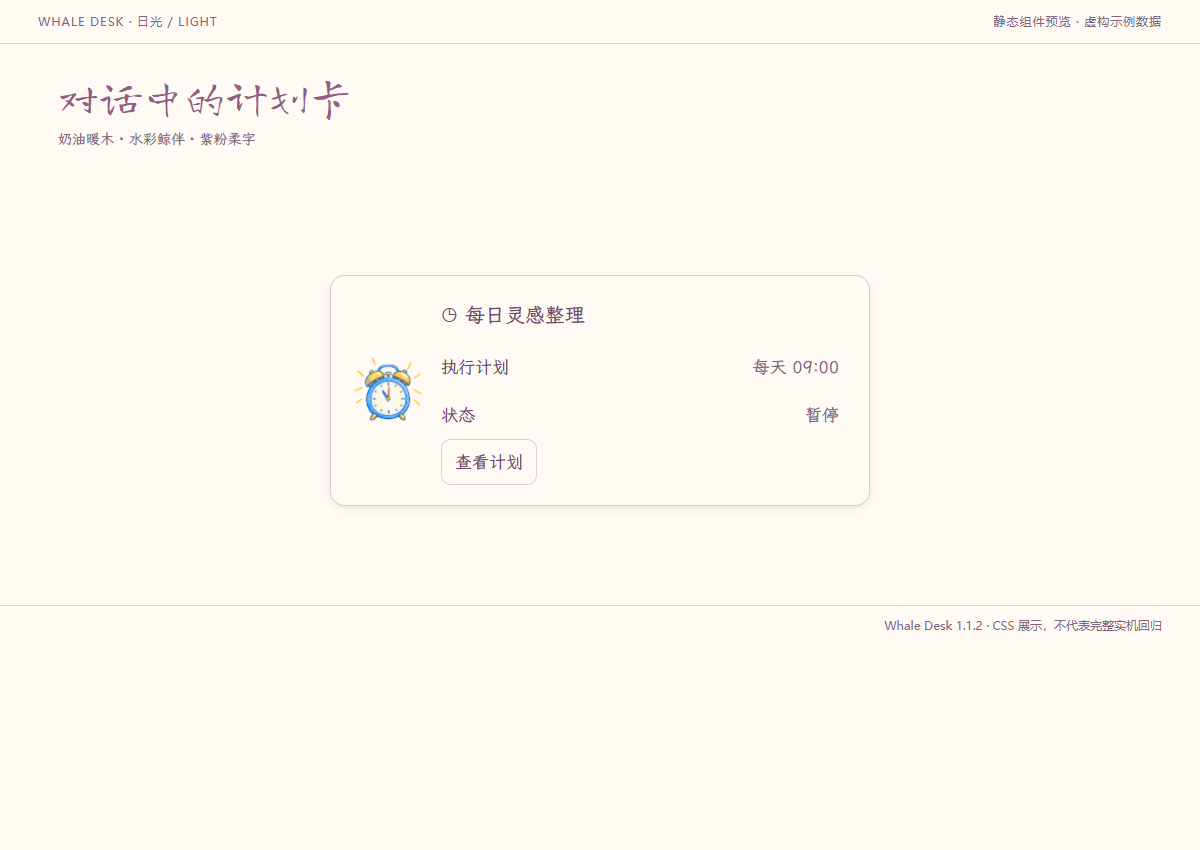 WHALE DESK · 日光 / LIGHT
静态组件预览 · 虚构示例数据
对话中的计划卡
奶油暖木 · 水彩鲸伴 · 紫粉柔字
每日灵感整理
执行计划 每天 09:00
状态 暂停
查看计划
Whale Desk 1.1.2 · CSS 展示，不代表完整实机回归